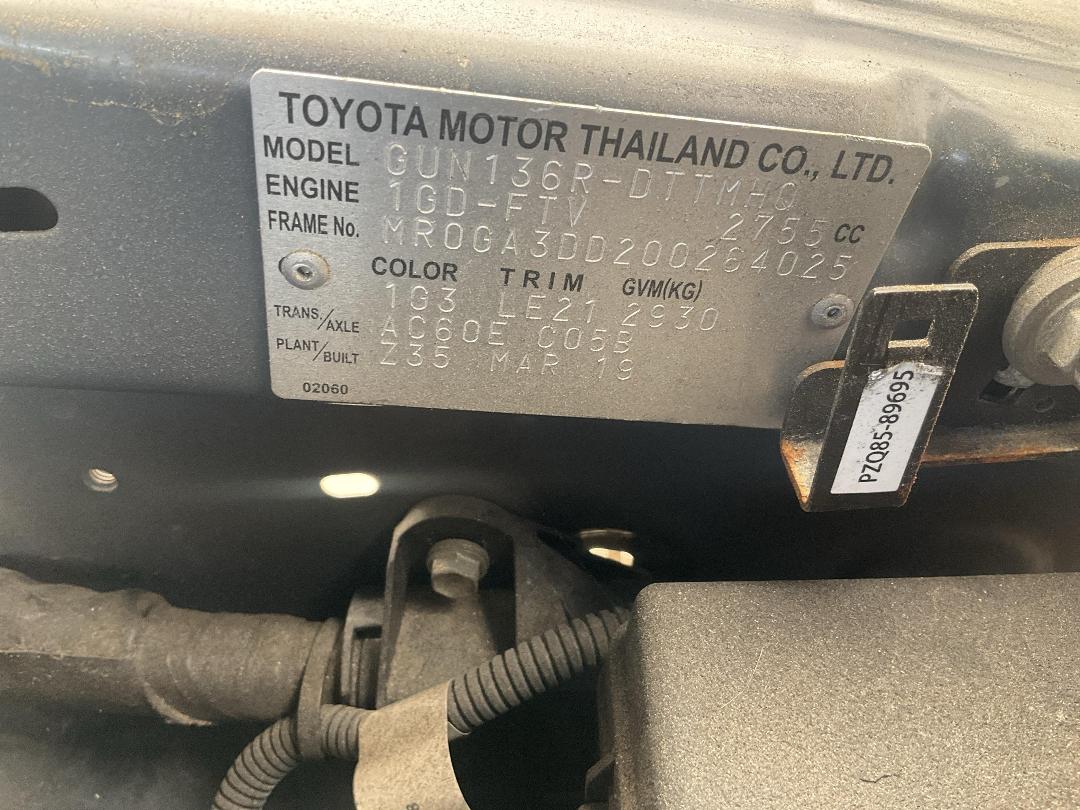 TOYOTA MOTOR THAILAND CO., LTD.
MODEL GUN136R-DTTMHQ
ENGINE 1GD-FTV 2755 CC
FRAME No. MR0GA3DD200264025
COLOR TRIM GVM(KG)
1G3 LE21 2930
TRANS./AXLE AC60E C05B
PLANT/BUILT Z35 MAR 19
02060
PZQ85-89695